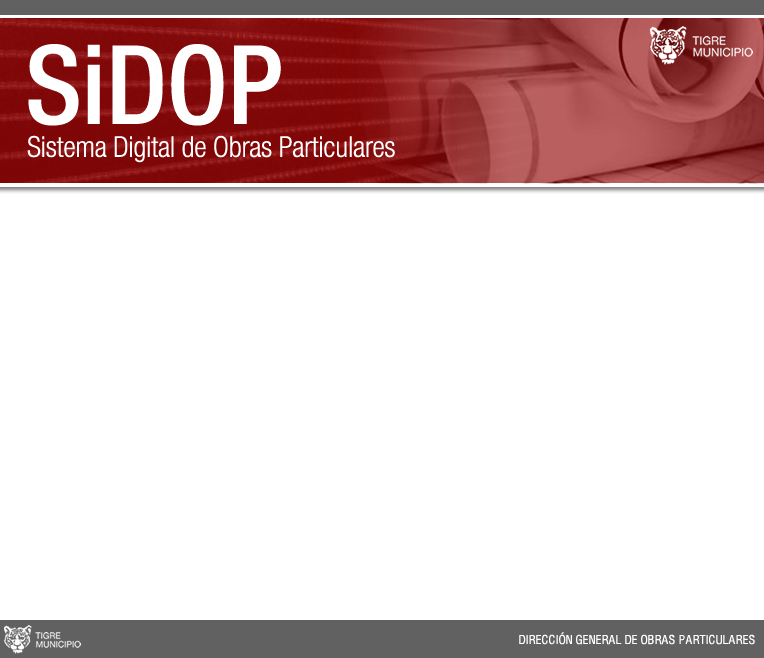 SiDOP
Sistema Digital de Obras Particulares
TIGRE
MUNICIPIO
TIGRE
MUNICIPIO
DIRECCIÓN GENERAL DE OBRAS PARTICULARES